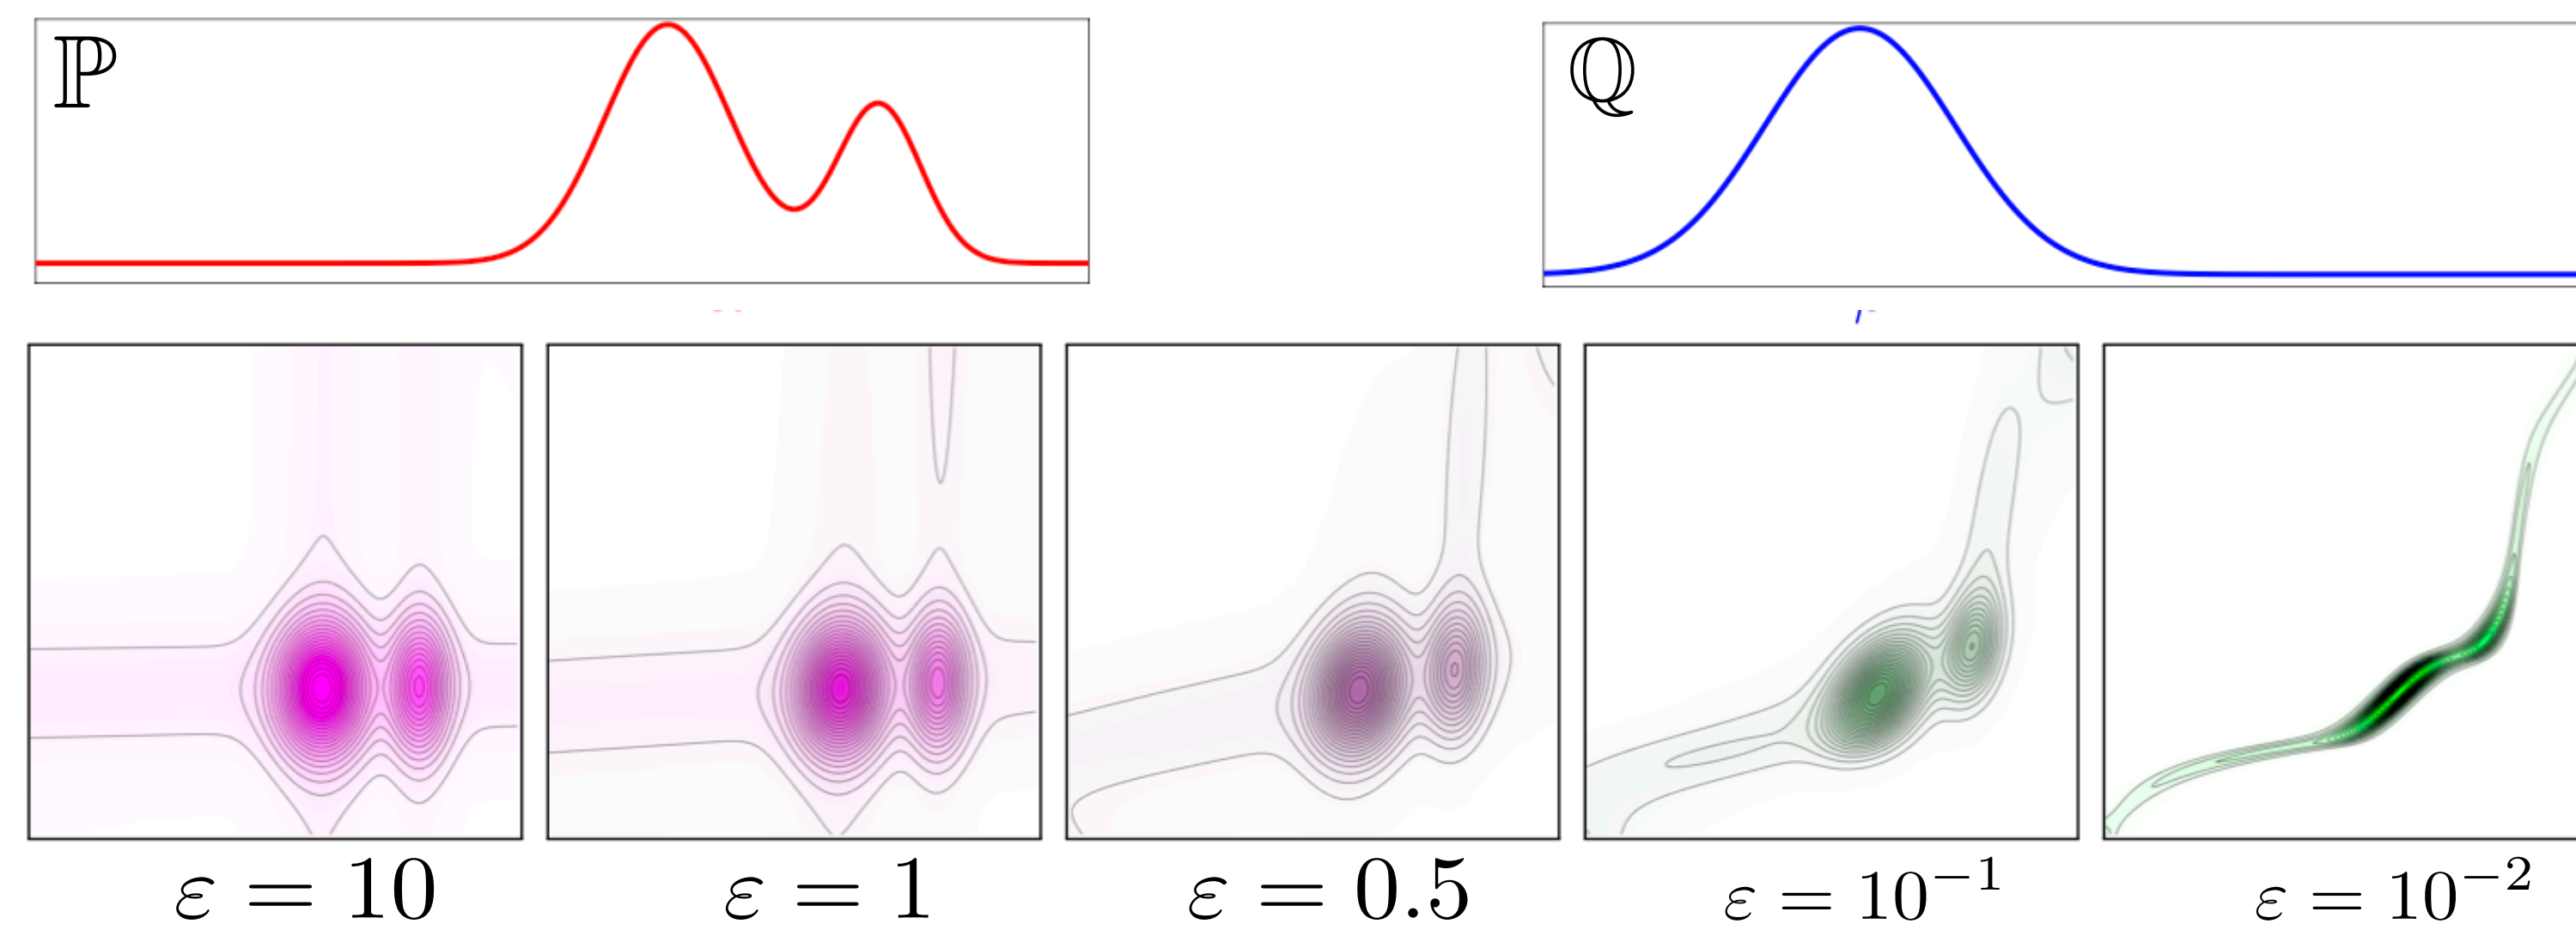 ℙ ℚ
ε = 10 ε = 1 ε = 0.5 ε = 10⁻¹ ε = 10⁻²